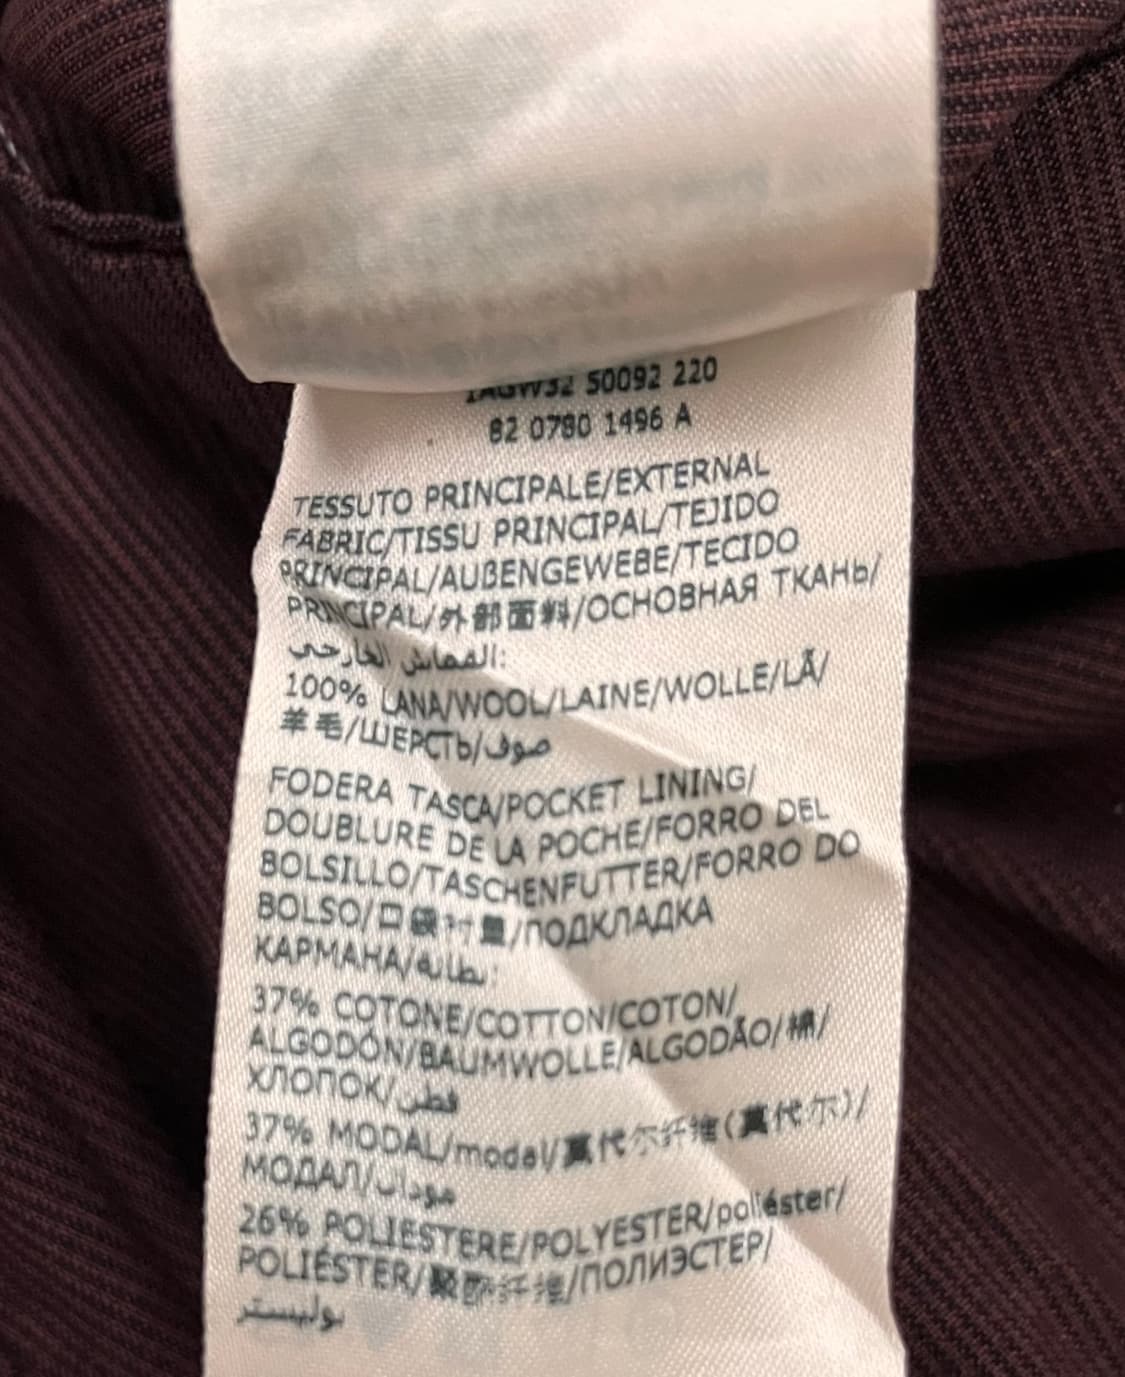 S0092 220
82 0780 1496 A
TESSUTO PRINCIPALE/EXTERNAL
FABRIC/TISSU PRINCIPAL/TEJIDO
PRINCIPAL/AUßENGEWEBE/TECIDO
PRINCIPAL/外部面料/ОСНОВНАЯ ТКАНЬ/
القماش الخارجي:
100% LANA/WOOL/LAINE/WOLLE/LÃ/
羊毛/ШЕРСТЬ/صوف
FODERA TASCA/POCKET LINING/
DOUBLURE DE LA POCHE/FORRO DEL
BOLSILLO/TASCHENFUTTER/FORRO DO
BOLSO/口袋衬里/ПОДКЛАДКА
КАРМАНА/بطانة:
37% COTONE/COTTON/COTON/
ALGODÓN/BAUMWOLLE/ALGODÃO/棉/
ХЛОПОК/قطن
37% MODAL/modal/莫代尔纤维(莫代尔)/
МОДАЛ/مودال
26% POLIESTERE/POLYESTER/poliéster/
POLIÉSTER/聚酯纤维/ПОЛИЭСТЕР/
بوليستر